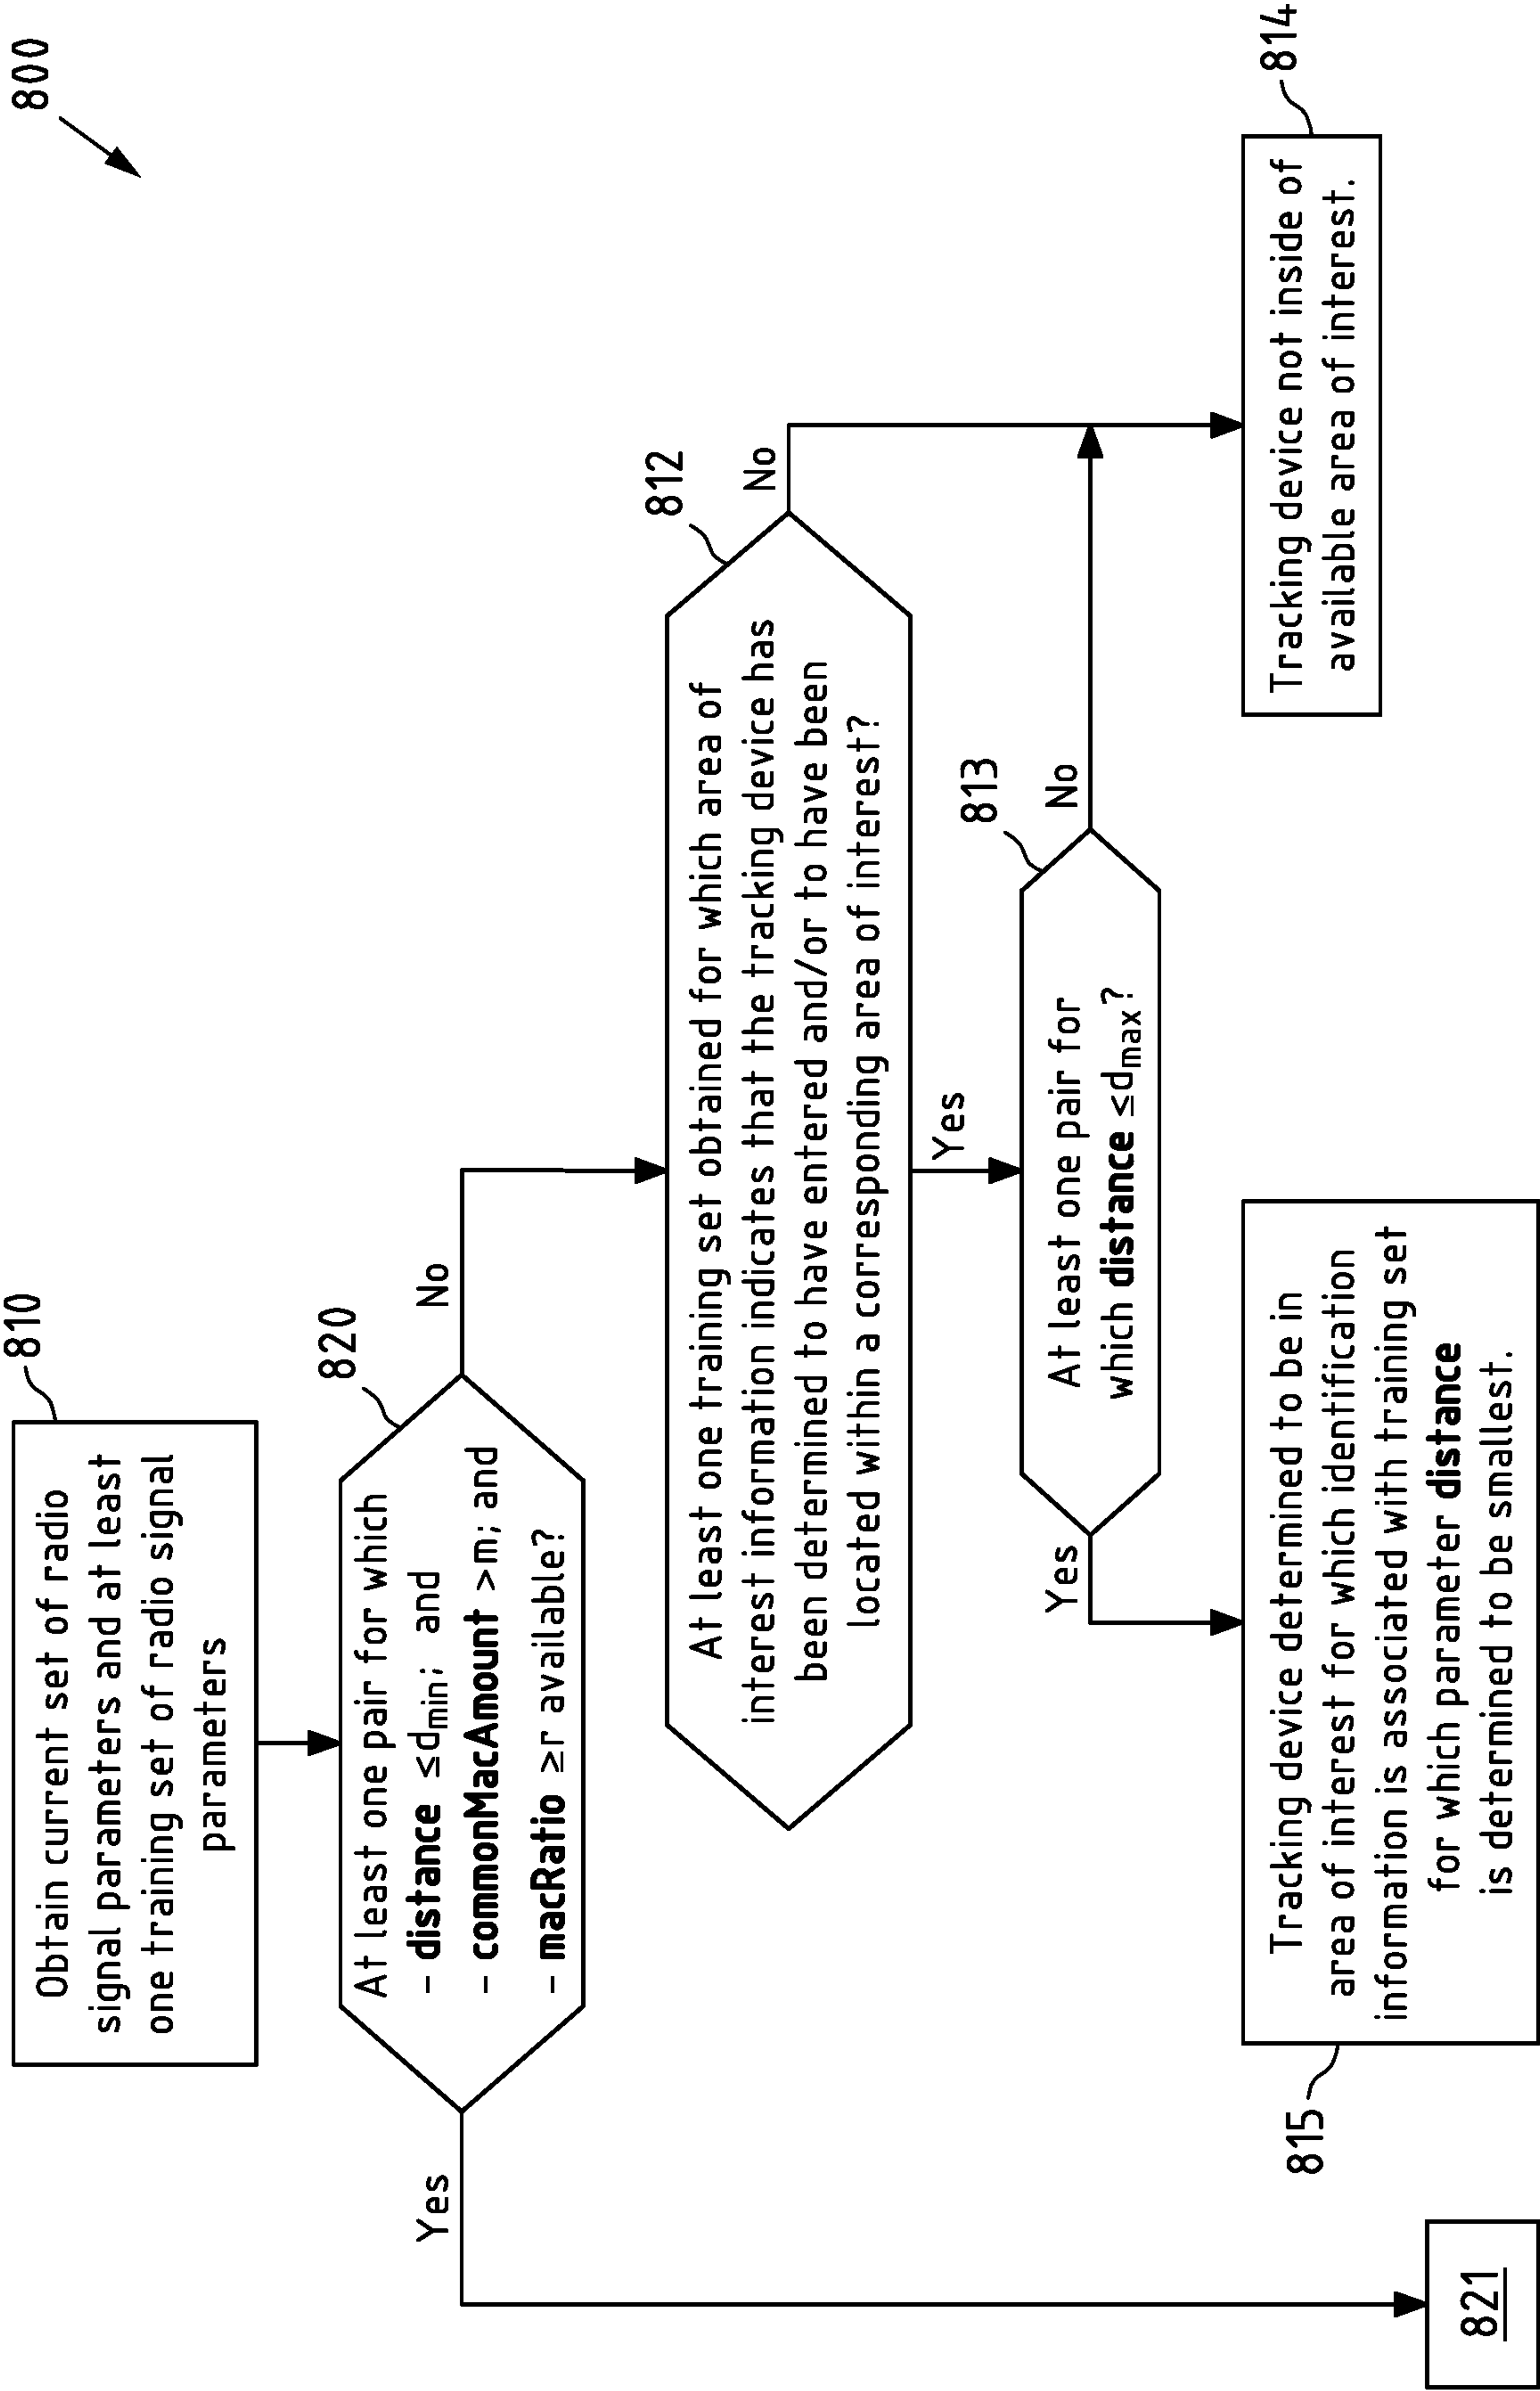 800
810
Obtain current set of radio
signal parameters and at least
one training set of radio signal
parameters
820
At least one pair for which
- distance ≤dmin; and
- commonMacAmount >m; and
- macRatio ≥r available?
Yes
No
812
At least one training set obtained for which area of
interest information indicates that the tracking device has
been determined to have entered and/or to have been
located within a corresponding area of interest?
No
Yes
813
At least one pair for
which distance ≤dmax?
Yes
No
821
815
Tracking device determined to be in
area of interest for which identification
information is associated with training set
for which parameter distance
is determined to be smallest.
814
Tracking device not inside of
available area of interest.